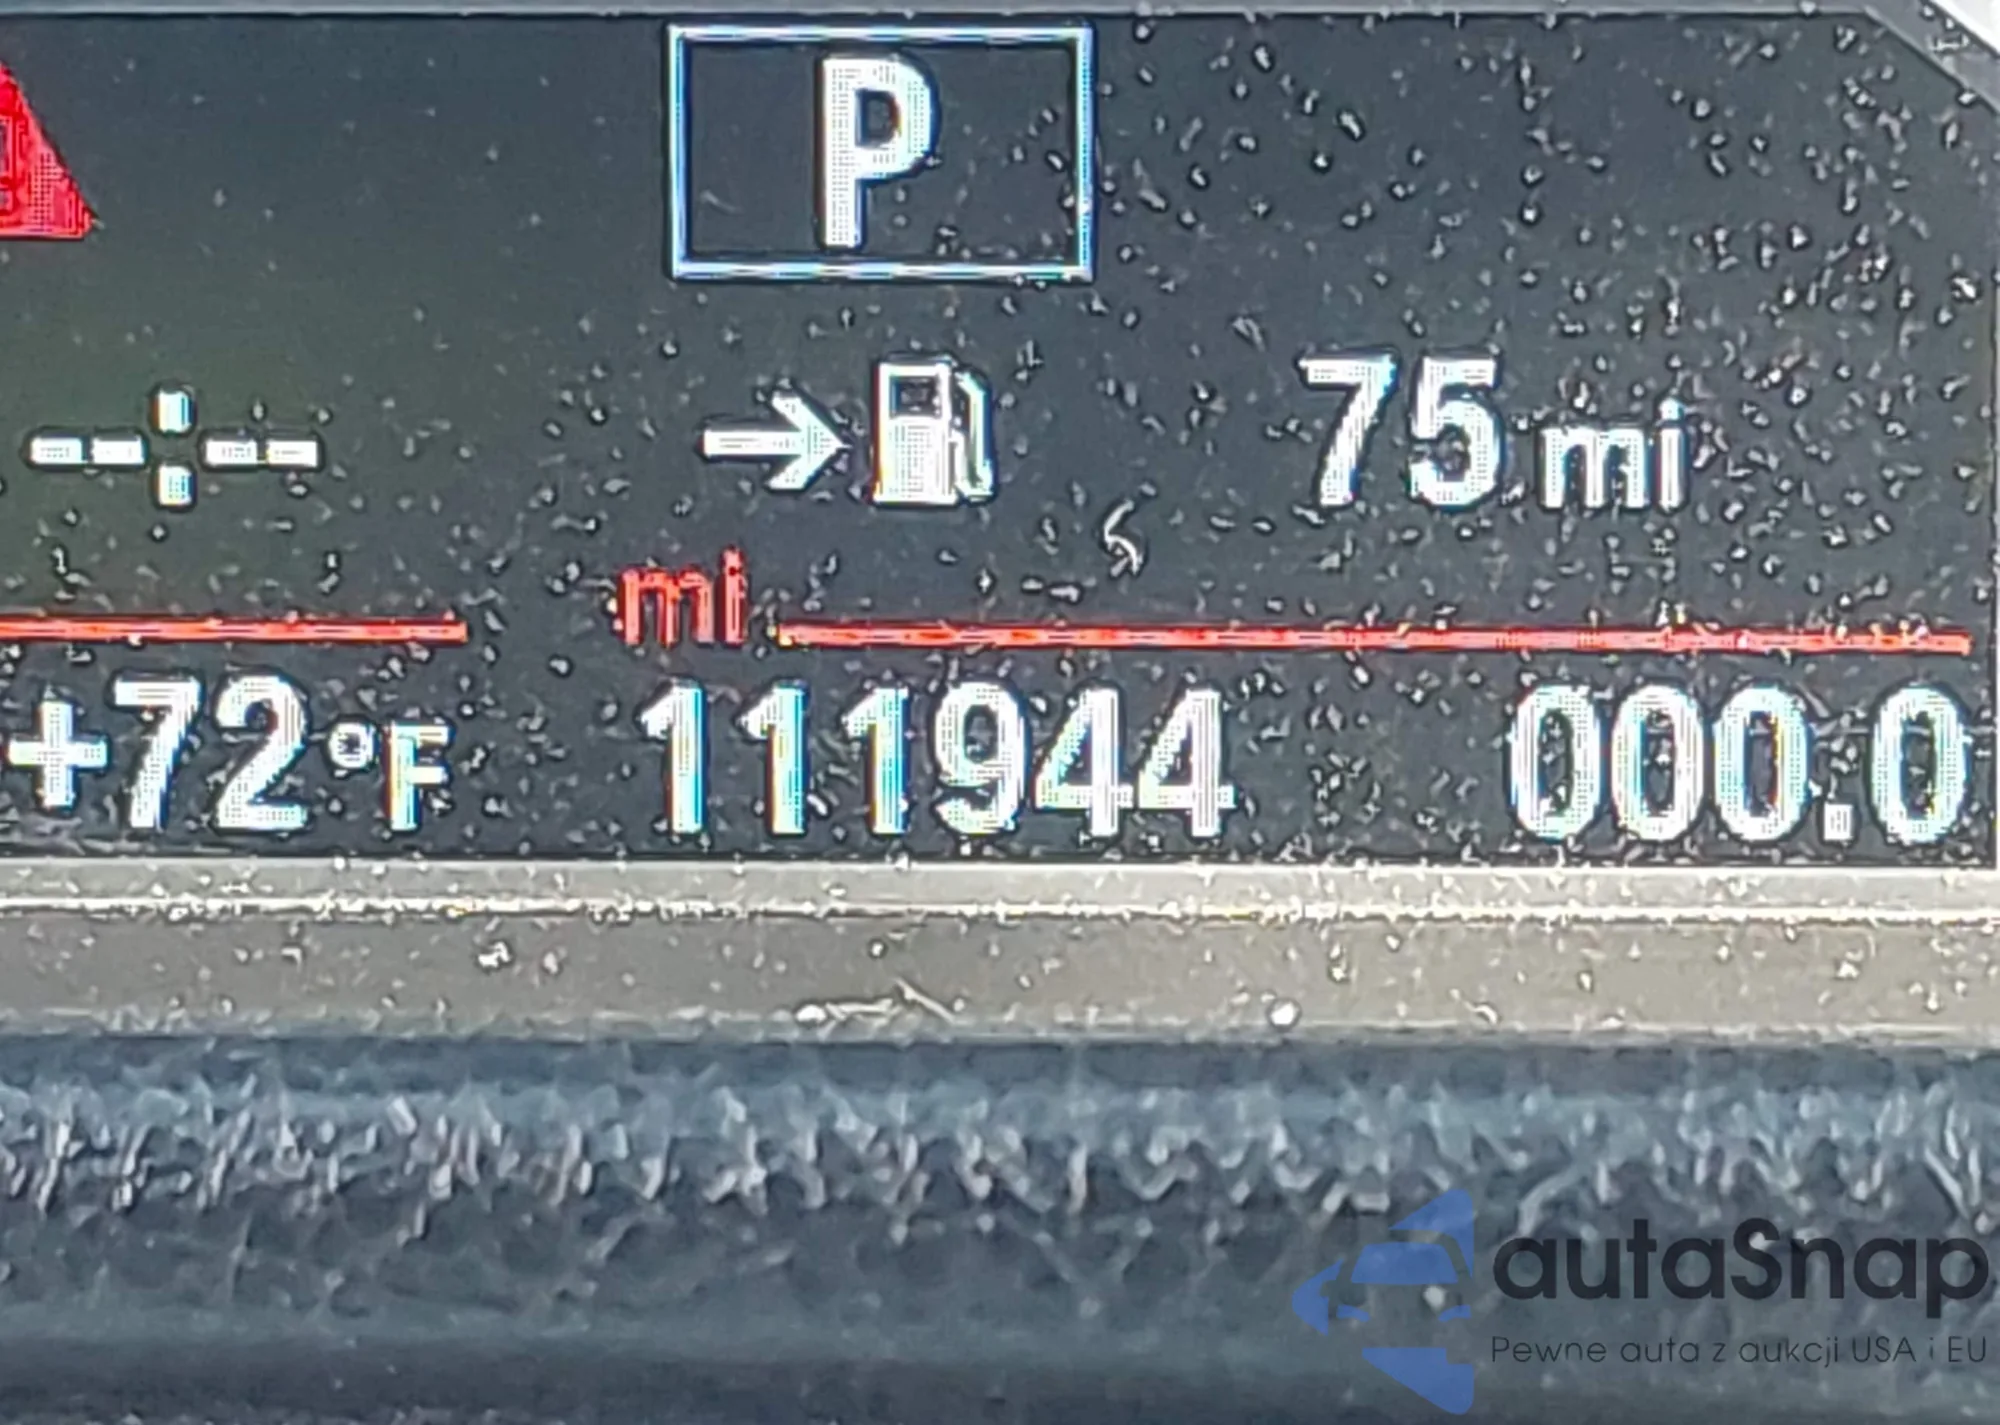 P
--:--
75 mi
mi
+72°F 111944 000.0
autaSnap
Pewne auta z aukcji USA i EU